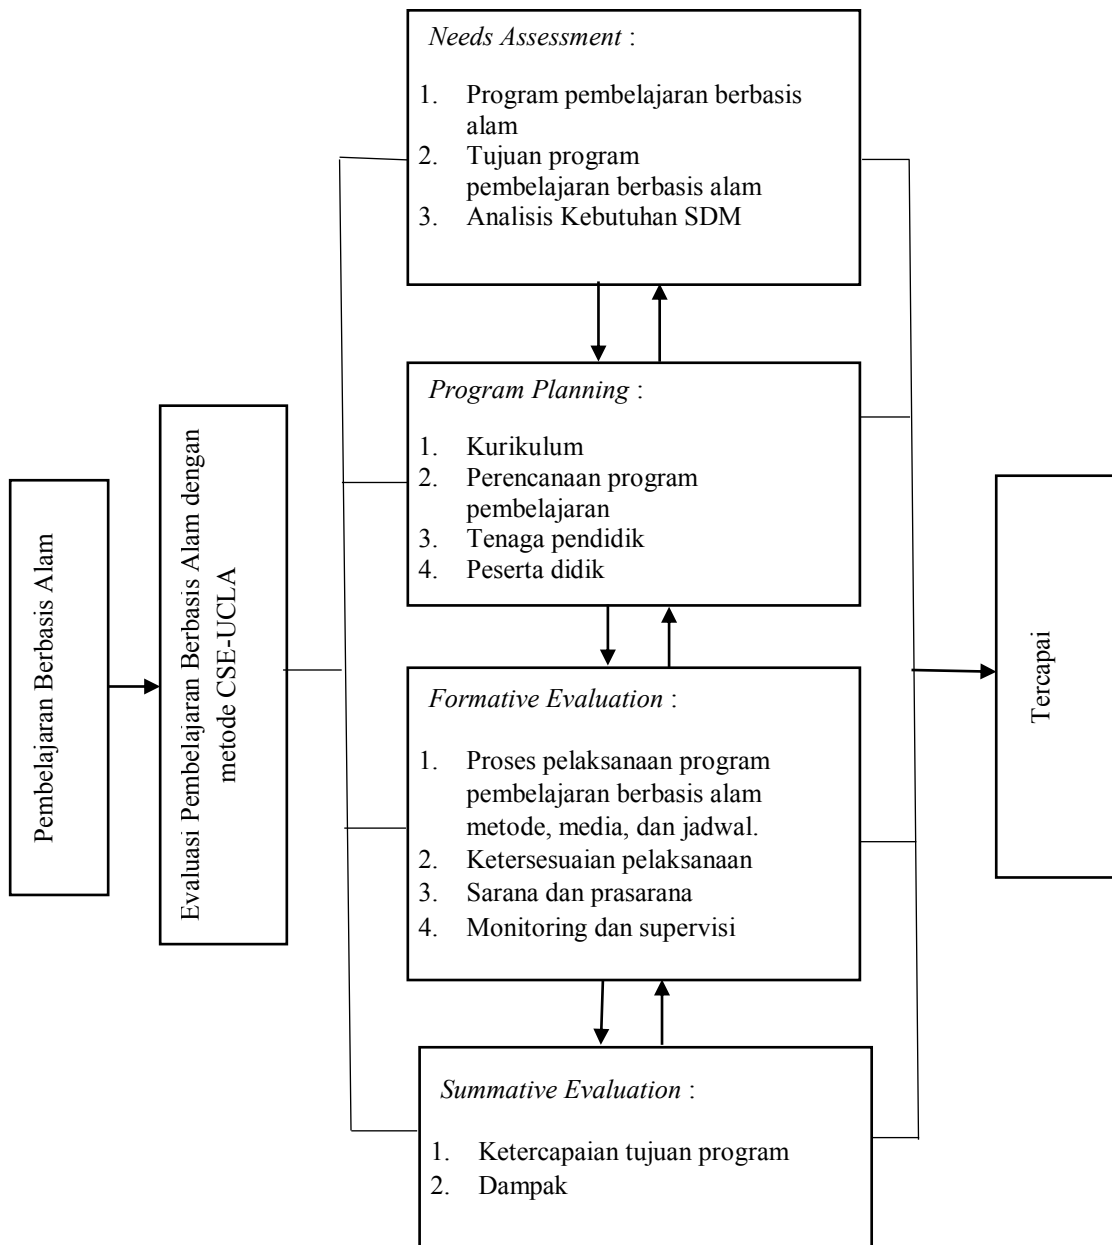 Pembelajaran Berbasis Alam
Evaluasi Pembelajaran Berbasis Alam dengan
metode CSE-UCLA
Needs Assessment :
1. Program pembelajaran berbasis
alam
2. Tujuan program
pembelajaran berbasis alam
3. Analisis Kebutuhan SDM
Program Planning :
1. Kurikulum
2. Perencanaan program
pembelajaran
3. Tenaga pendidik
4. Peserta didik
Formative Evaluation :
1. Proses pelaksanaan program
pembelajaran berbasis alam
metode, media, dan jadwal.
2. Ketersesuaian pelaksanaan
3. Sarana dan prasarana
4. Monitoring dan supervisi
Summative Evaluation :
1. Ketercapaian tujuan program
2. Dampak
Tercapai